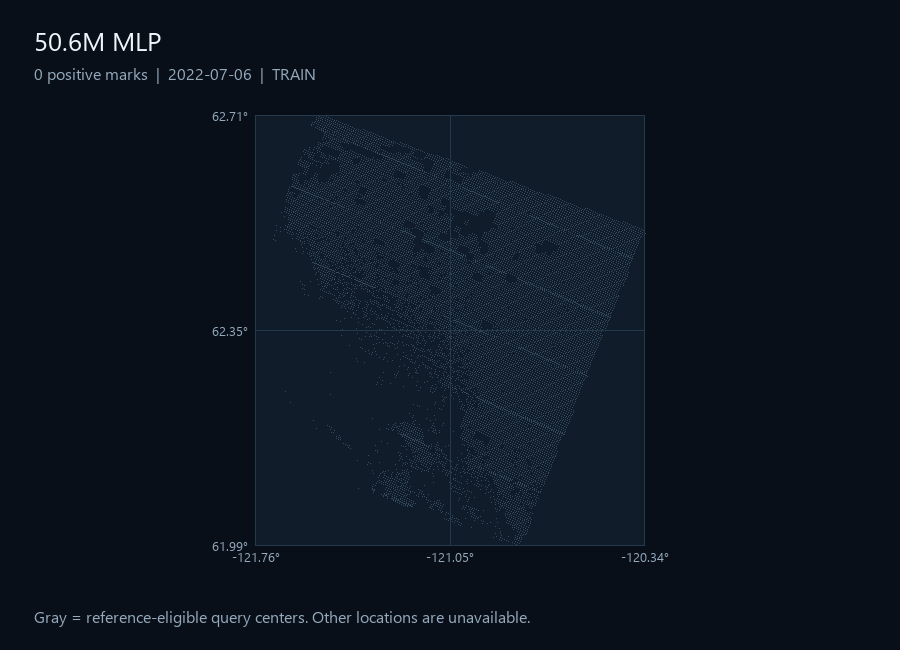 50.6M MLP
0 positive marks | 2022-07-06 | TRAIN
62.71°
62.35°
61.99°
-121.76°
-121.05°
-120.34°
Gray = reference-eligible query centers. Other locations are unavailable.